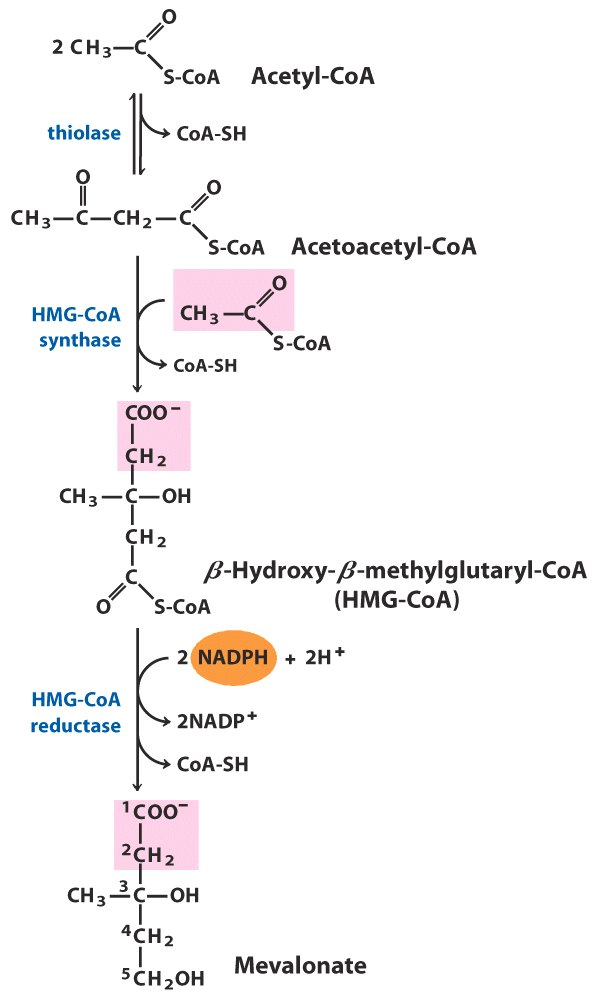 O
2 CH₃—C
S-CoA Acetyl-CoA
thiolase CoA-SH
O O
CH₃—C—CH₂—C
S-CoA Acetoacetyl-CoA
O
HMG-CoA CH₃—C
synthase S-CoA
CoA-SH
COO⁻
CH₂
CH₃—C—OH
CH₂
C β-Hydroxy-β-methylglutaryl-CoA
O S-CoA (HMG-CoA)
2 NADPH + 2H⁺
HMG-CoA
reductase 2NADP⁺
CoA-SH
¹COO⁻
²CH₂
CH₃—³C—OH
⁴CH₂
⁵CH₂OH Mevalonate